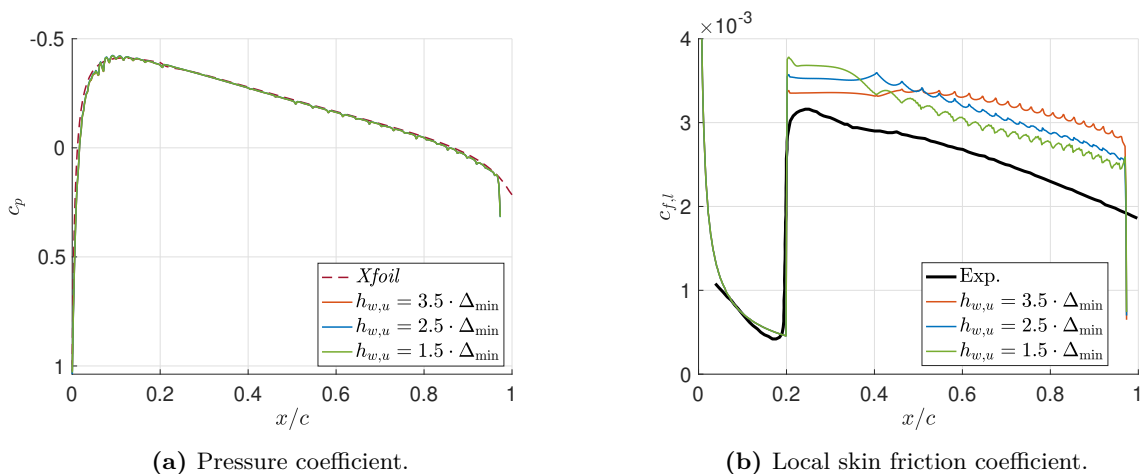 -0.5
0
0.5
1
c_p
0 0.2 0.4 0.6 0.8 1
x/c
Xfoil
h_{w,u} = 3.5 · Δ_min
h_{w,u} = 2.5 · Δ_min
h_{w,u} = 1.5 · Δ_min
(a) Pressure coefficient.
×10^{-3}
4
3
2
1
0
c_{f,l}
0 0.2 0.4 0.6 0.8 1
x/c
Exp.
h_{w,u} = 3.5 · Δ_min
h_{w,u} = 2.5 · Δ_min
h_{w,u} = 1.5 · Δ_min
(b) Local skin friction coefficient.